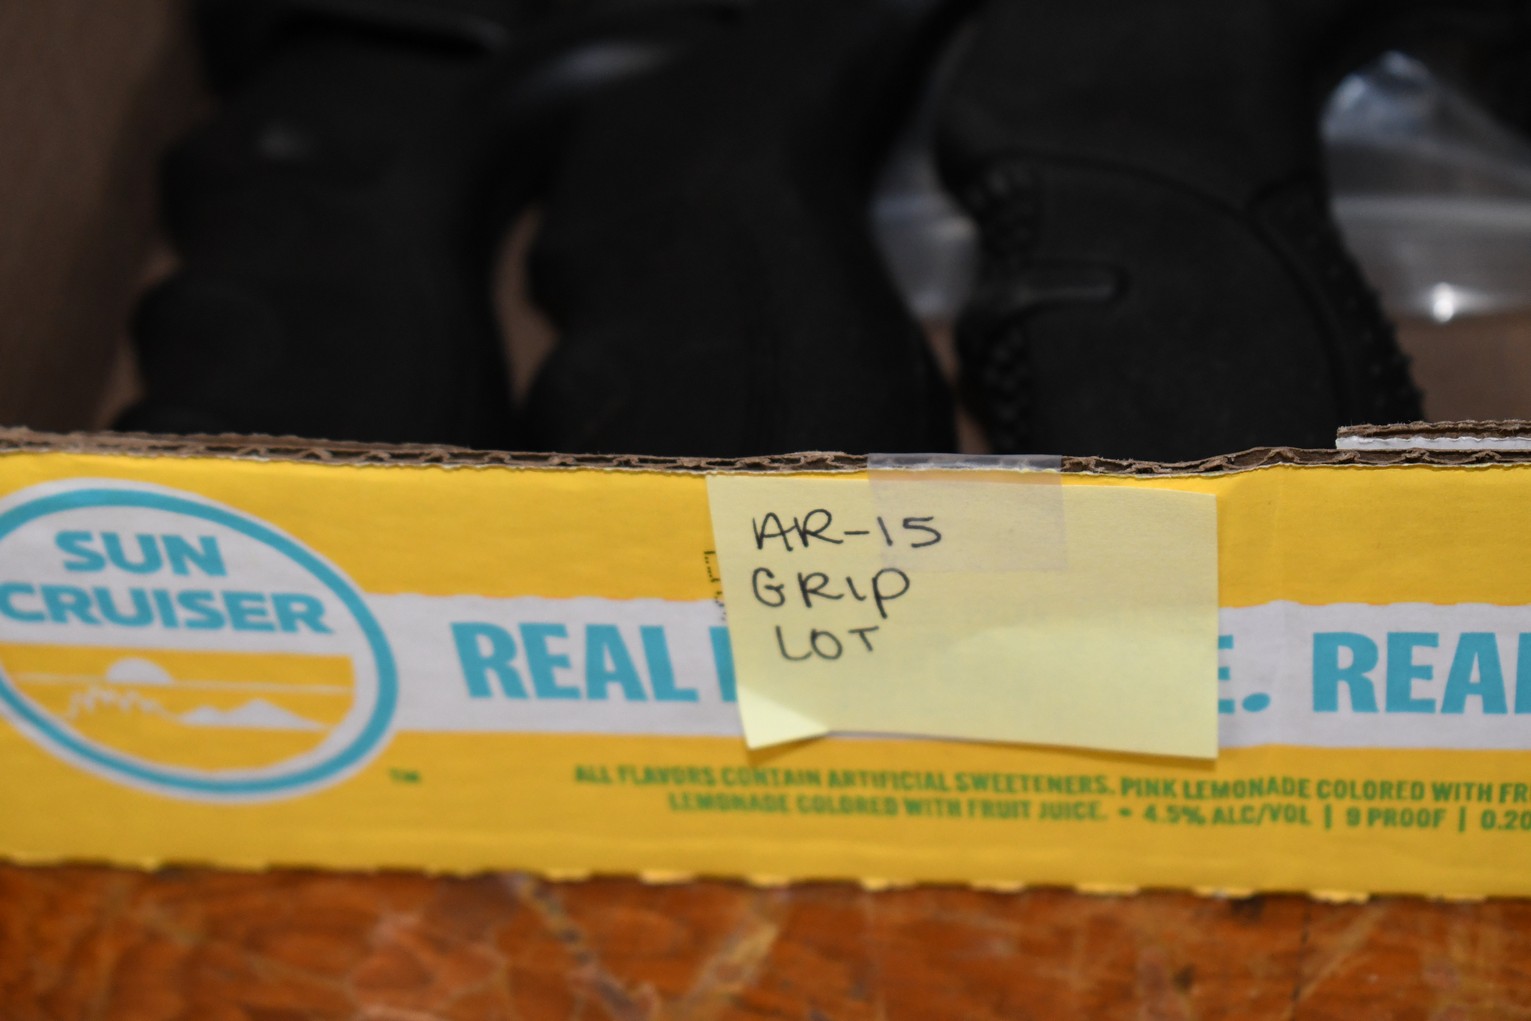 AR-15
GRIP
LOT
SUN
CRUISER
REAL
E. REAL
ALL FLAVORS CONTAIN ARTIFICIAL SWEETENERS. PINK LEMONADE COLORED WITH FR
LEMONADE COLORED WITH FRUIT JUICE. • 4.5% ALC/VOL | 9 PROOF | 0.20